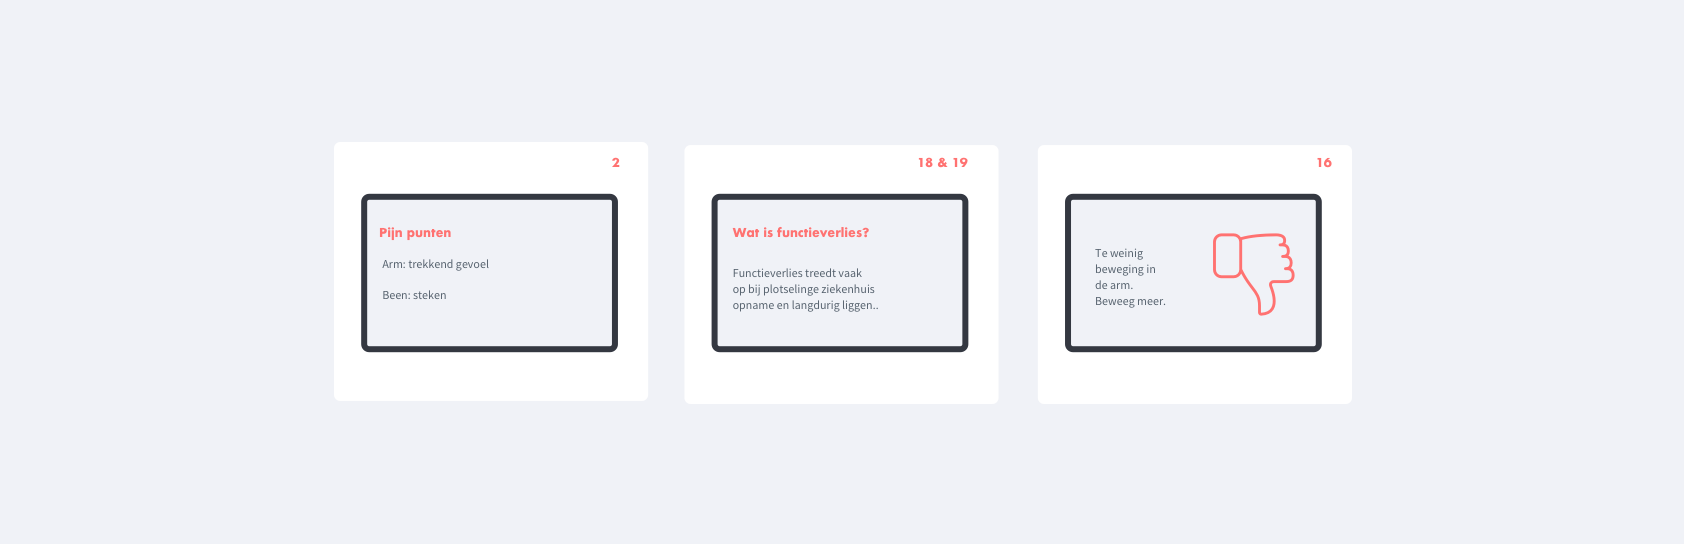 2
Pijn punten
Arm: trekkend gevoel
Been: steken
18 & 19
Wat is functieverlies?
Functieverlies treedt vaak
op bij plotselinge ziekenhuis
opname en langdurig liggen..
16
Te weinig
beweging in
de arm.
Beweeg meer.